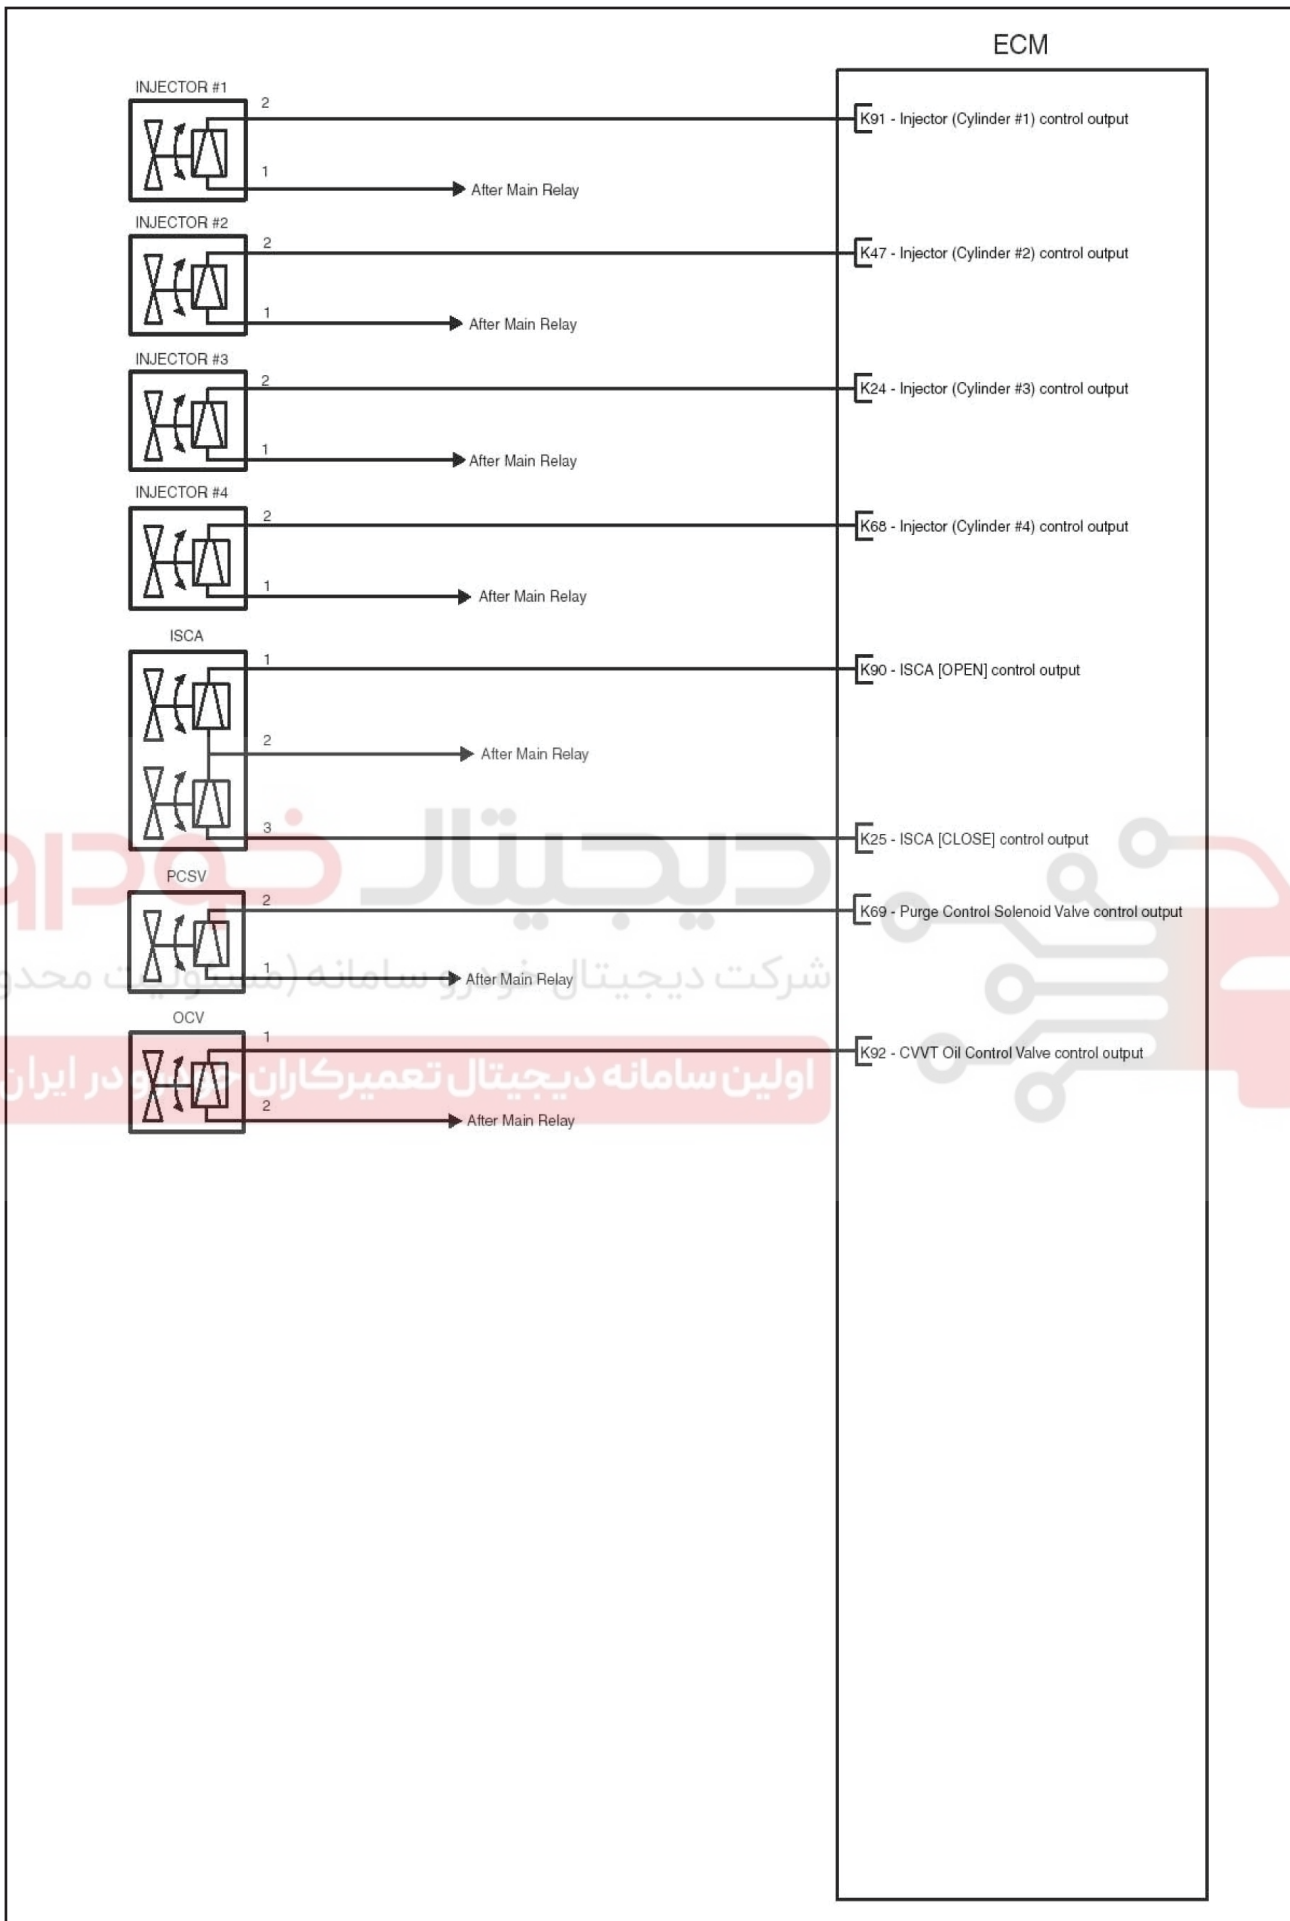 ECM
INJECTOR #1
2
K91 - Injector (Cylinder #1) control output
1
After Main Relay
INJECTOR #2
2
K47 - Injector (Cylinder #2) control output
1
After Main Relay
INJECTOR #3
2
K24 - Injector (Cylinder #3) control output
1
After Main Relay
INJECTOR #4
2
K68 - Injector (Cylinder #4) control output
1
After Main Relay
ISCA
1
K90 - ISCA [OPEN] control output
2
After Main Relay
3
K25 - ISCA [CLOSE] control output
دیجیتال خودرو
PCSV
2
K69 - Purge Control Solenoid Valve control output
شرکت دیجیتال خودرو سامانه (مسئولیت
1
After Main Relay
OCV
1
K92 - CVVT Oil Control Valve control output
اولین سامانه دیجیتال تعمیرکاران خودرو در ایران
2
After Main Relay